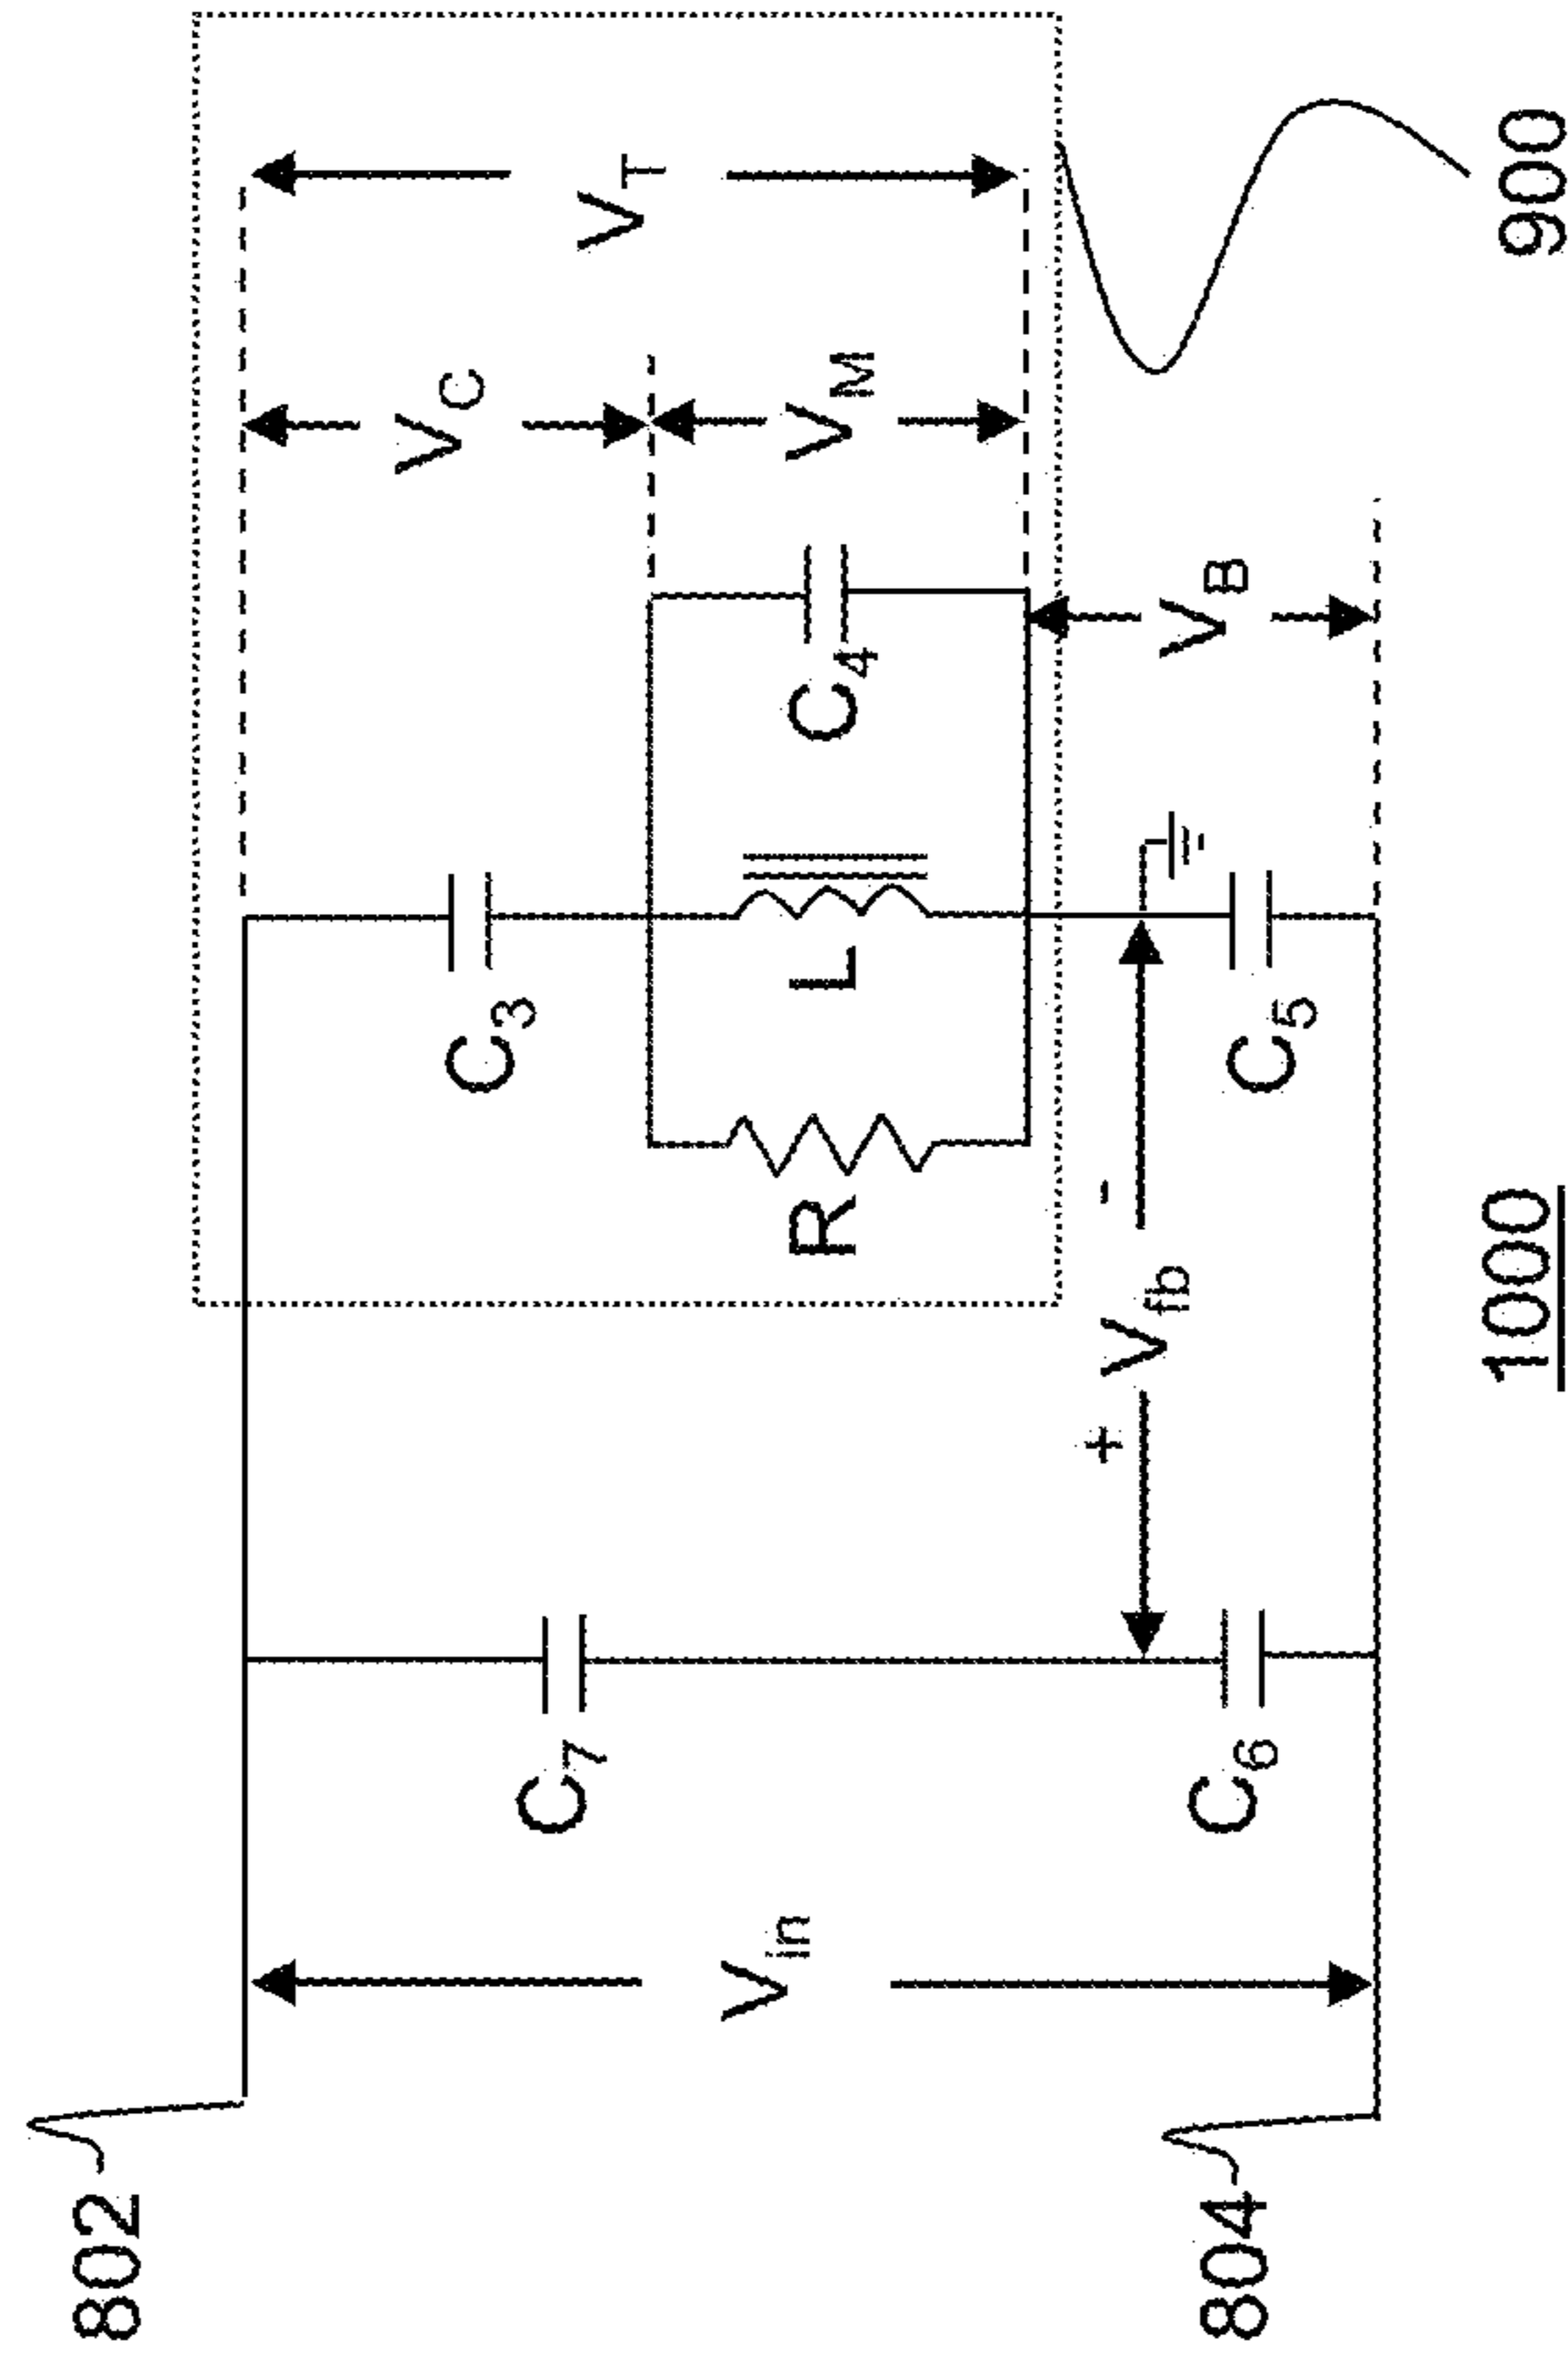 802
804
V_in
C_7
C_6
+ V_fb -
R
L
C_3
C_4
C_5
V_C
V_M
V_B
V_T
900
1000